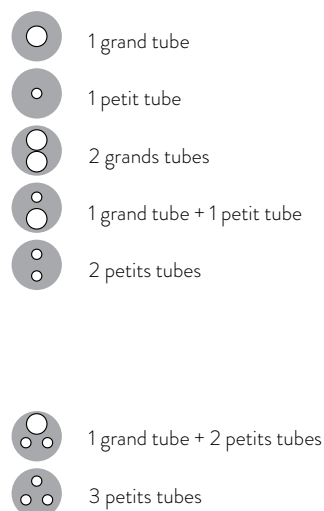 1 grand tube
1 petit tube
2 grands tubes
1 grand tube + 1 petit tube
2 petits tubes
1 grand tube + 2 petits tubes
3 petits tubes